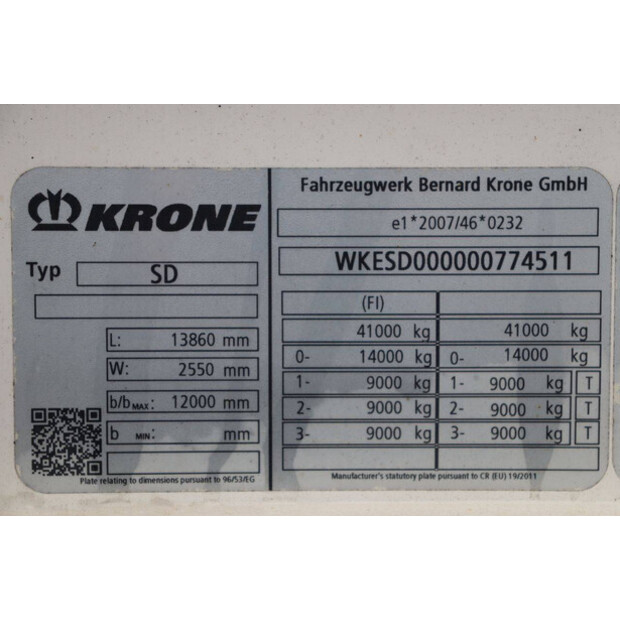 KRONE
Typ SD
L: 13860 mm
W: 2550 mm
b/b MAX: 12000 mm
b MIN: mm
Plate relating to dimensions pursuant to 96/53/EG
Fahrzeugwerk Bernard Krone GmbH
e1*2007/46*0232
WKESD000000774511
(FI)
41000 kg 41000 kg
0- 14000 kg 0- 14000 kg
1- 9000 kg 1- 9000 kg T
2- 9000 kg 2- 9000 kg T
3- 9000 kg 3- 9000 kg T
Manufacturer's statutory plate pursuant to CR (EU) 19/2011